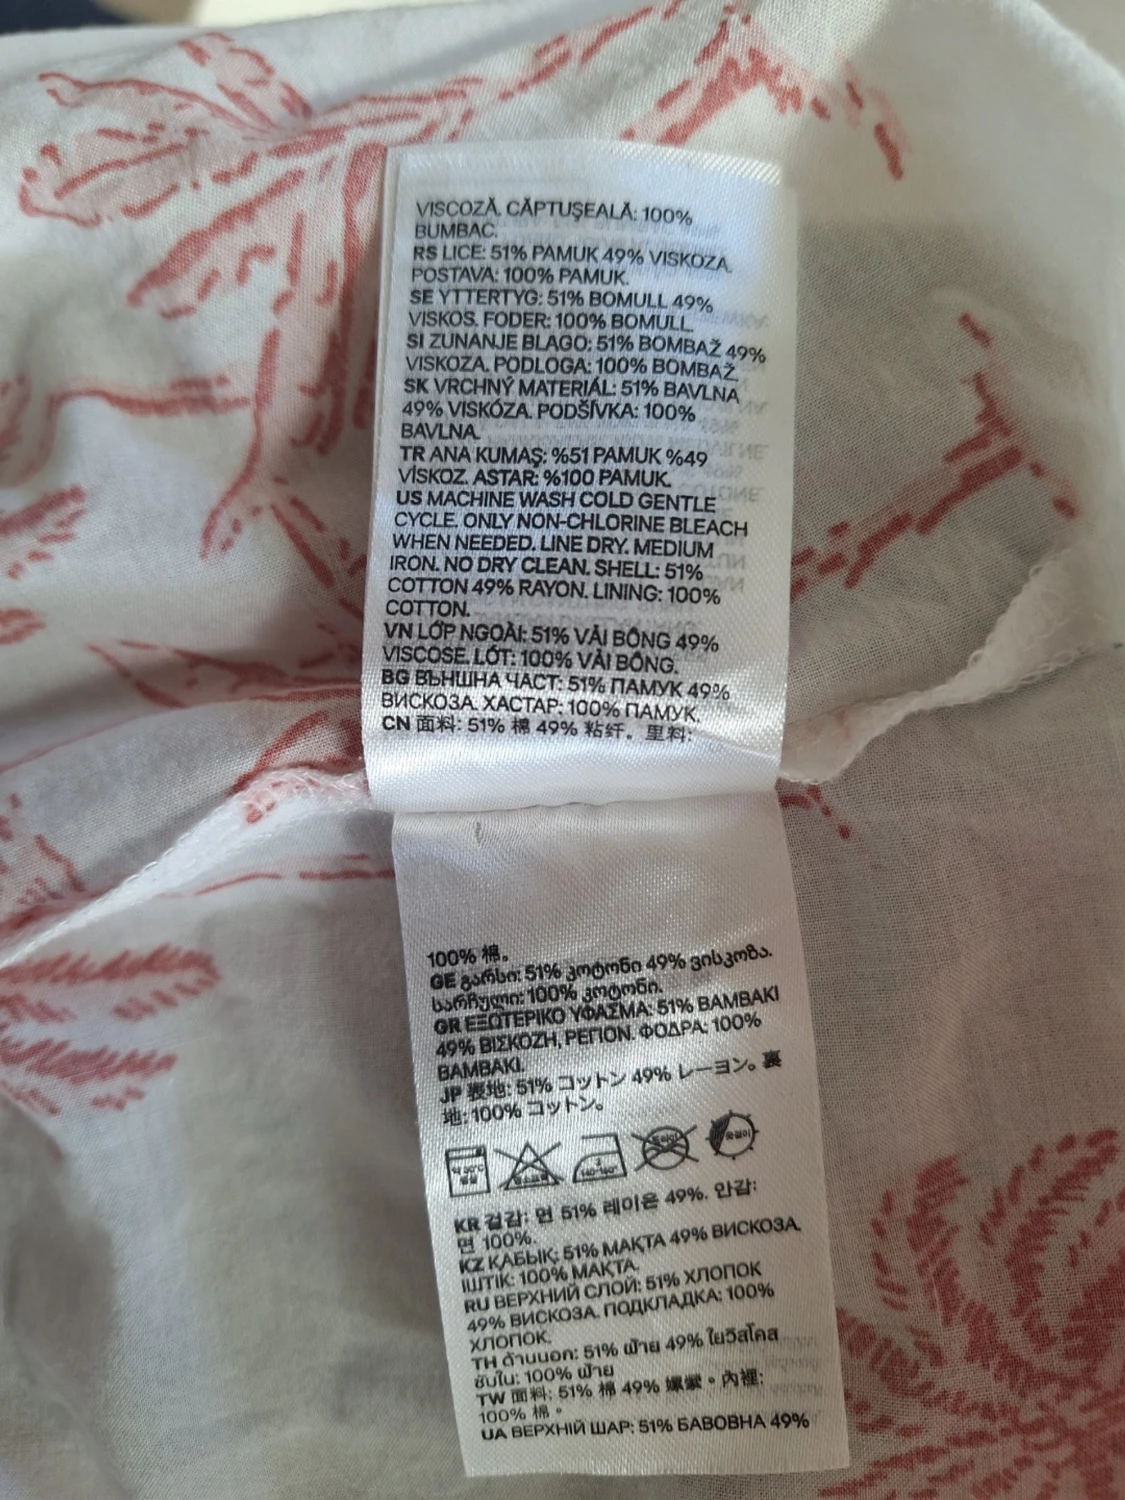 VISCOZĂ. CĂPTUŞEALĂ: 100%
BUMBAC.
RS LICE: 51% PAMUK 49% VISKOZA.
POSTAVA: 100% PAMUK.
SE YTTERTYG: 51% BOMULL 49%
VISKOS. FODER: 100% BOMULL.
SI ZUNANJE BLAGO: 51% BOMBAŽ 49%
VISKOZA. PODLOGA: 100% BOMBAŽ.
SK VRCHNÝ MATERIÁL: 51% BAVLNA
49% VISKÓZA. PODŠÍVKA: 100%
BAVLNA.
TR ANA KUMAŞ: %51 PAMUK %49
VİSKOZ. ASTAR: %100 PAMUK.
US MACHINE WASH COLD GENTLE
CYCLE. ONLY NON-CHLORINE BLEACH
WHEN NEEDED. LINE DRY. MEDIUM
IRON. NO DRY CLEAN. SHELL: 51%
COTTON 49% RAYON. LINING: 100%
COTTON.
VN LỚP NGOÀI: 51% VẢI BÔNG 49%
VISCOSE. LÓT: 100% VẢI BÔNG.
BG ВЪНШНА ЧАСТ: 51% ПАМУК 49%
ВИСКОЗА. ХАСТАР: 100% ПАМУК.
CN 面料: 51% 棉 49% 粘纤。里料:
100% 棉。
GE გარსი: 51% კოტონი 49% ვისკოზა.
სარჩული: 100% კოტონი.
GR ΕΞΩΤΕΡΙΚΟ ΥΦΑΣΜΑ: 51% ΒΑΜΒΑΚΙ
49% ΒΙΣΚΟΖΗ, ΡΕΓΙΟΝ. ΦΟΔΡΑ: 100%
ΒΑΜΒΑΚΙ.
JP 表地: 51% コットン 49% レーヨン。裏
地: 100% コットン。
KR 겉감: 면 51% 레이온 49%. 안감:
면 100%.
KZ ҚАБЫҚ: 51% МАҚТА 49% ВИСКОЗА.
ІШТІК: 100% МАҚТА.
RU ВЕРХНИЙ СЛОЙ: 51% ХЛОПОК
49% ВИСКОЗА. ПОДКЛАДКА: 100%
ХЛОПОК.
TH ด้านนอก: 51% ฝ้าย 49% ใยวิสโคส
ซับใน: 100% ฝ้าย
TW 面料: 51% 棉 49% 嫘縈。內裡:
100% 棉。
UA ВЕРХНІЙ ШАР: 51% БАВОВНА 49%